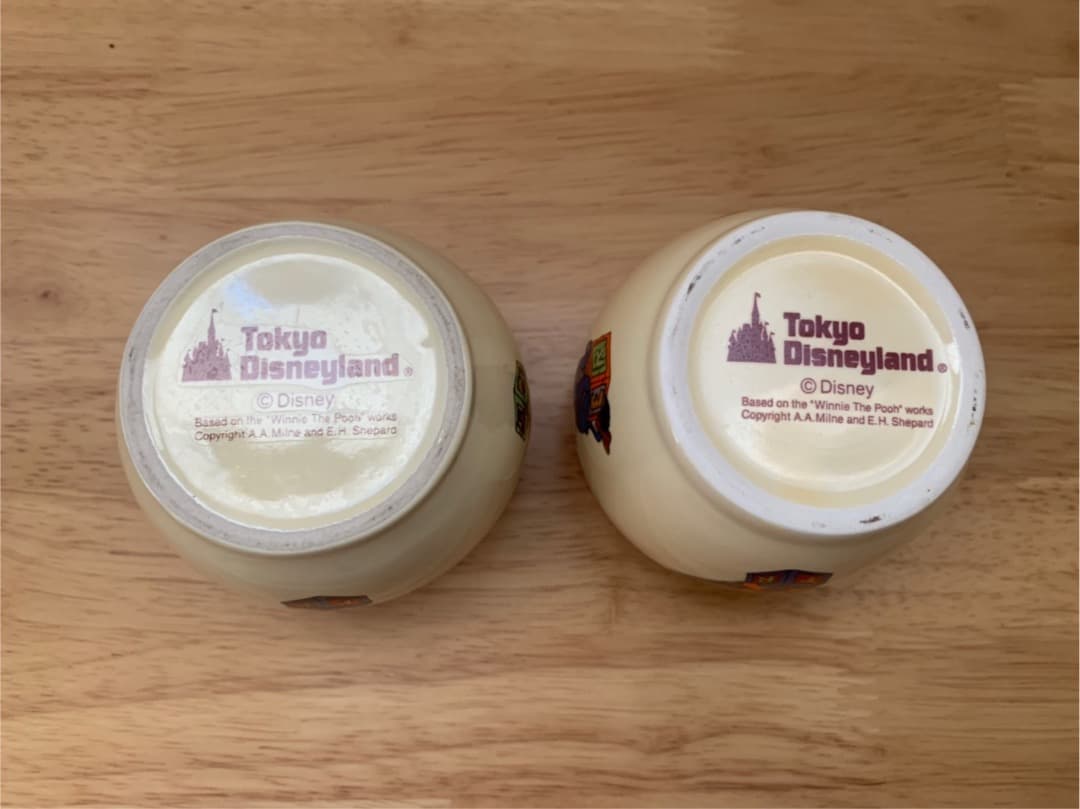 Tokyo
Disneyland®
© Disney
Based on the "Winnie The Pooh" works
Copyright A.A.Milne and E.H. Shepard
Tokyo
Disneyland®
© Disney
Based on the "Winnie The Pooh" works
Copyright A.A.Milne and E.H. Shepard